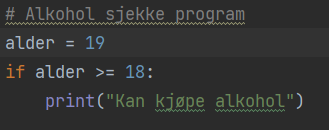 # Alkohol sjekke program
alder = 19
if alder >= 18:
    print("Kan kjøpe alkohol")